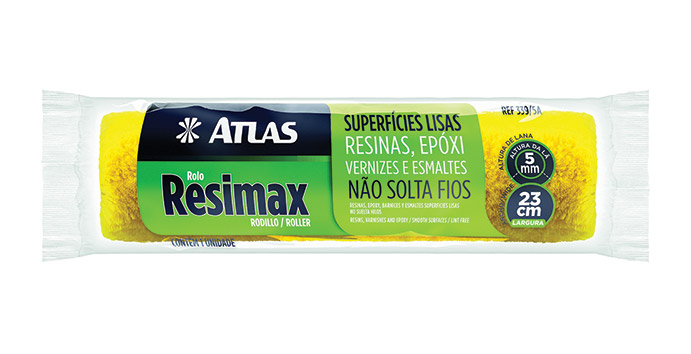 ATLAS
Rolo
Resimax
RODILLO / ROLLER
CONTÉM 1 UNIDADE
SUPERFÍCIES LISAS
RESINAS, EPÓXI
VERNIZES E ESMALTES
NÃO SOLTA FIOS
RESINAS, EPOXY, BARNICES Y ESMALTES SUPERFICIES LISAS
NO SUELTA HILOS
RESINS, VARNISHES AND EPOXY / SMOOTH SURFACES / LINT FREE
REF 339/5A
ALTURA DE LANA
ALTURA DA LÃ
5
mm
23
cm
LARGURA